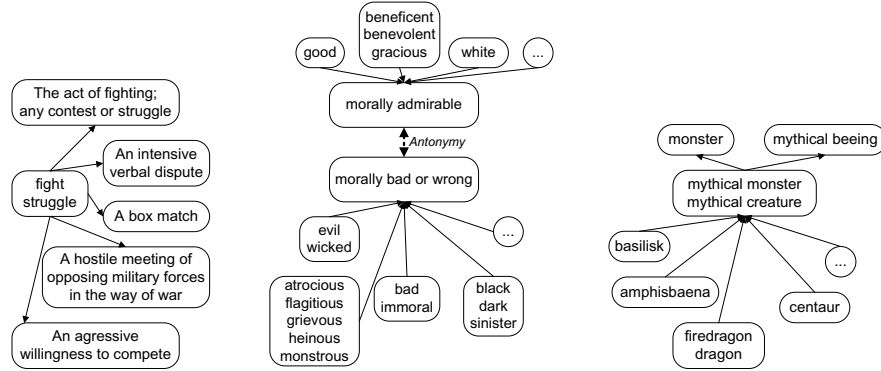 The act of fighting;
any contest or struggle
An intensive
verbal dispute
fight
struggle
A box match
A hostile meeting of
opposing military forces
in the way of war
An agressive
willingness to compete
beneficent
benevolent
gracious
good
white
...
morally admirable
Antonymy
morally bad or wrong
evil
wicked
...
atrocious
flagitious
grievous
heinous
monstrous
bad
immoral
black
dark
sinister
monster
mythical beeing
mythical monster
mythical creature
basilisk
...
amphisbaena
centaur
firedragon
dragon